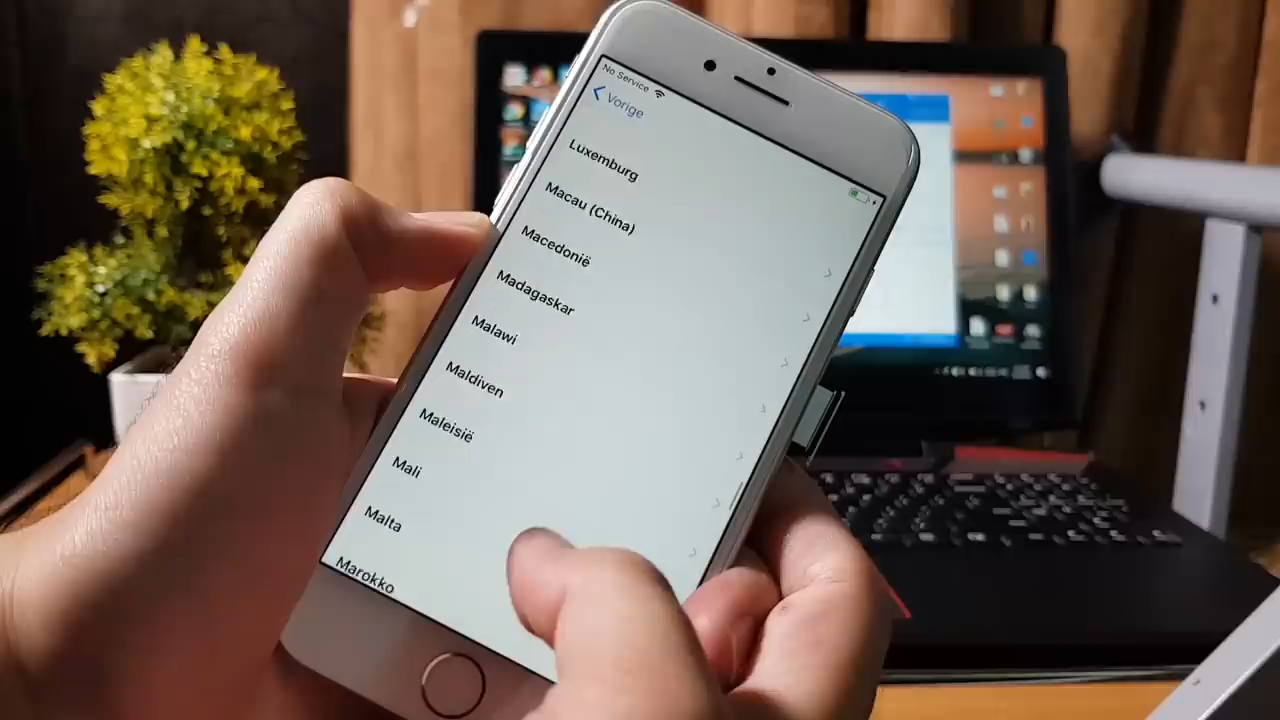 No Service
Vorige
Luxemburg
Macau (China)
Macedonië
Madagaskar
Malawi
Maldiven
Maleisië
Mali
Malta
Marokko